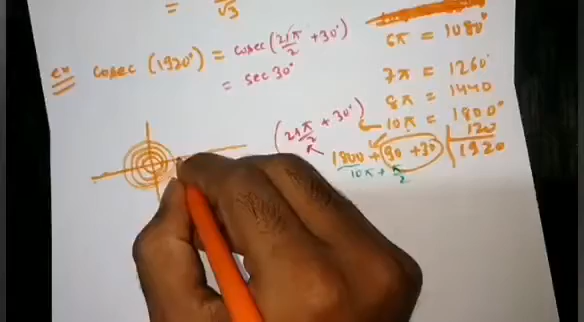 = 1/√3
6π = 1080°
ex cosec (1920°) = cosec (21π/2 + 30°)
= sec 30°
7π = 1260°
8π = 1440
10π = 1800°
120
1920
(21π/2 + 30°)
1800 + 90 + 30°
10π + π/2